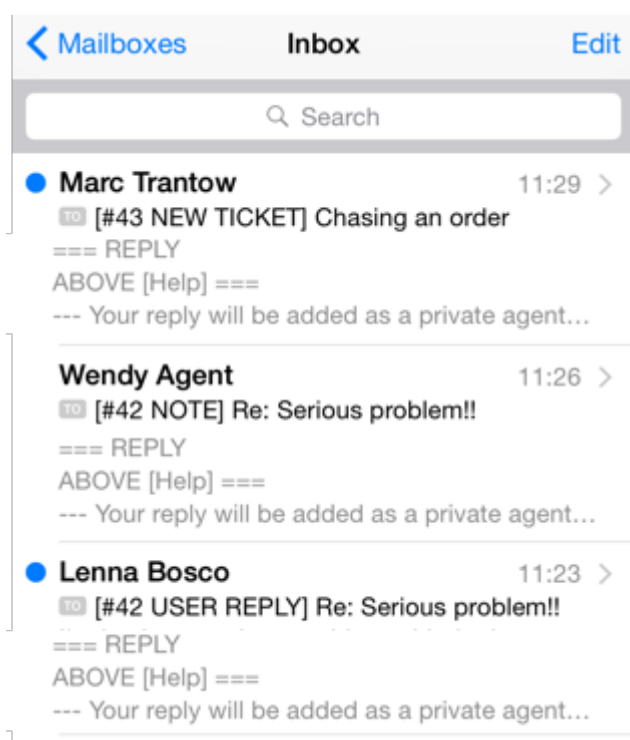 Mailboxes Inbox Edit
Search
Marc Trantow 11:29
TO [#43 NEW TICKET] Chasing an order
=== REPLY
ABOVE [Help] ===
--- Your reply will be added as a private agent...
Wendy Agent 11:26
TO [#42 NOTE] Re: Serious problem!!
=== REPLY
ABOVE [Help] ===
--- Your reply will be added as a private agent...
Lenna Bosco 11:23
TO [#42 USER REPLY] Re: Serious problem!!
=== REPLY
ABOVE [Help] ===
--- Your reply will be added as a private agent...